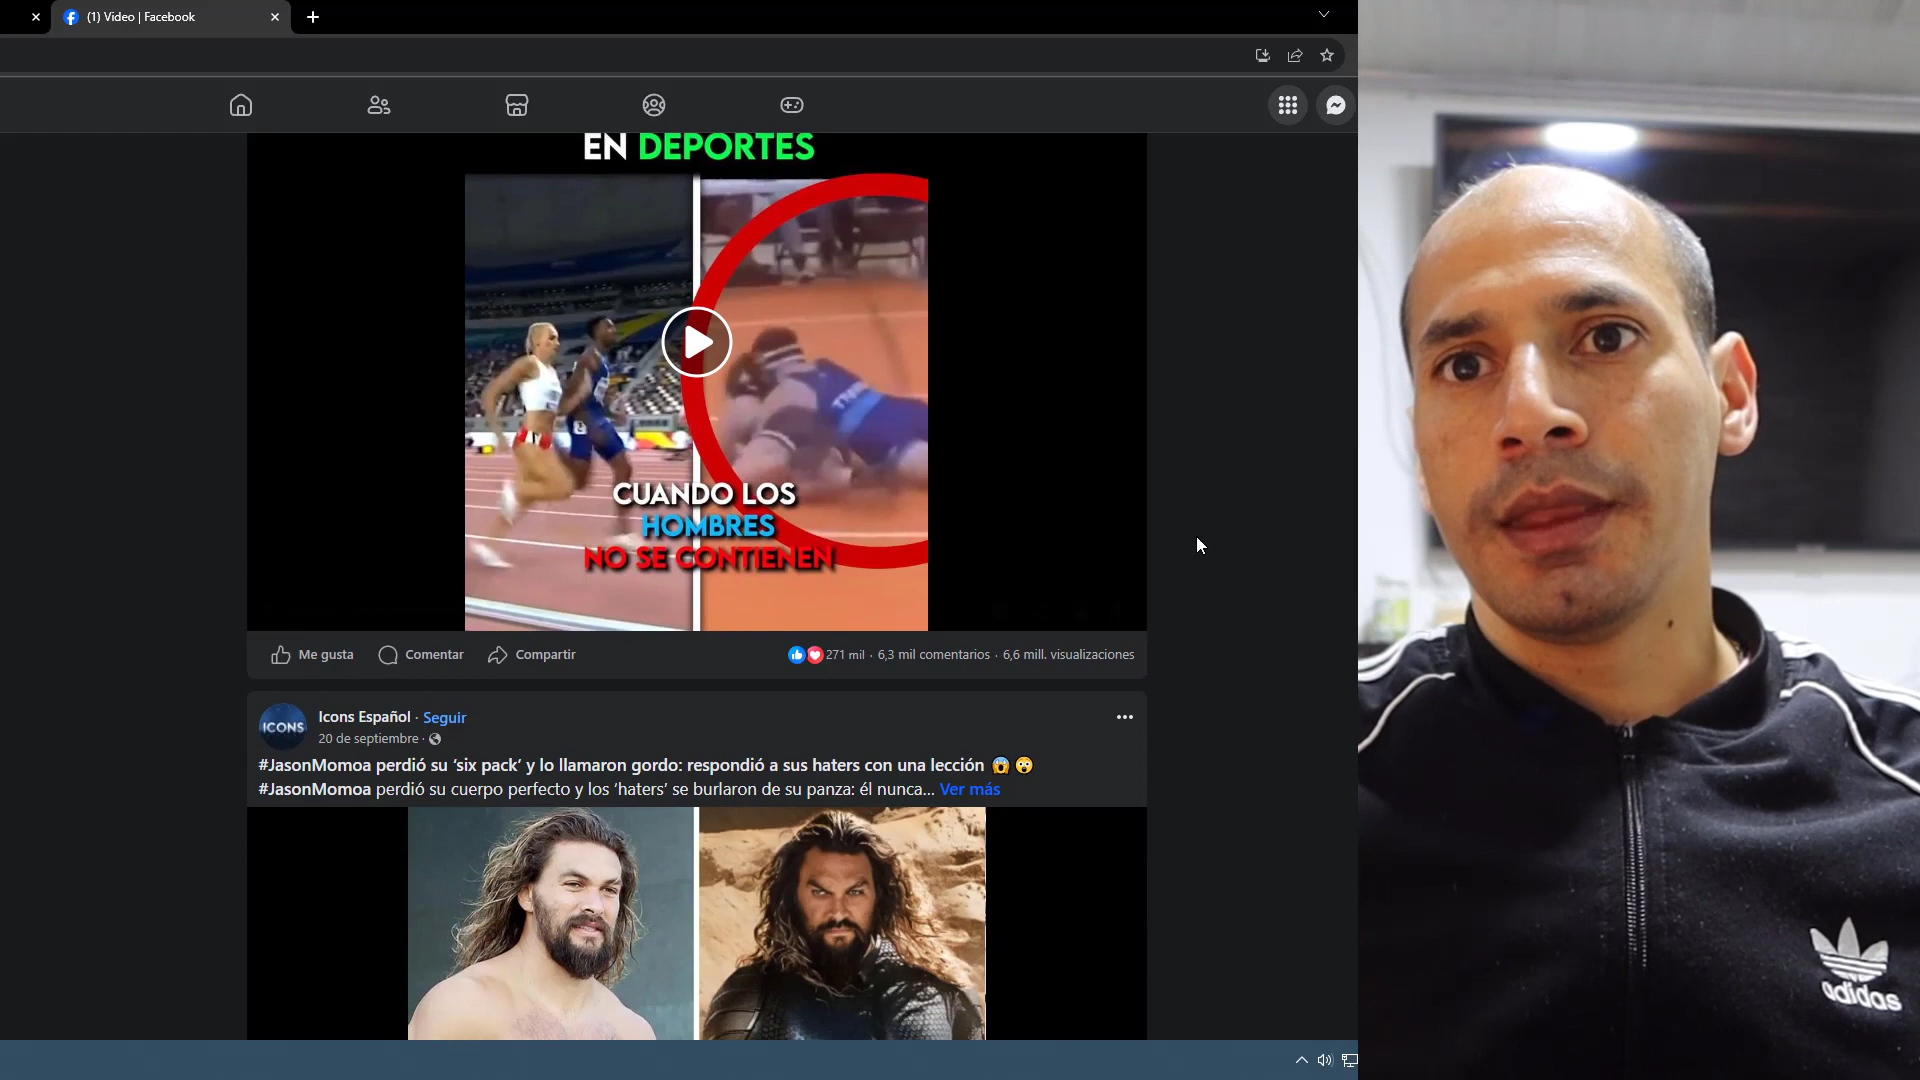 (1) Video | Facebook
EN DEPORTES
CUANDO LOS
HOMBRES
NO SE CONTIENEN
Me gusta
Comentar
Compartir
271 mil · 6,3 mil comentarios · 6,6 mill. visualizaciones
ICONS
Icons Español · Seguir
20 de septiembre ·
#JasonMomoa perdió su ‘six pack’ y lo llamaron gordo: respondió a sus haters con una lección 😱😲
#JasonMomoa perdió su cuerpo perfecto y los ‘haters’ se burlaron de su panza: él nunca... Ver más
adidas